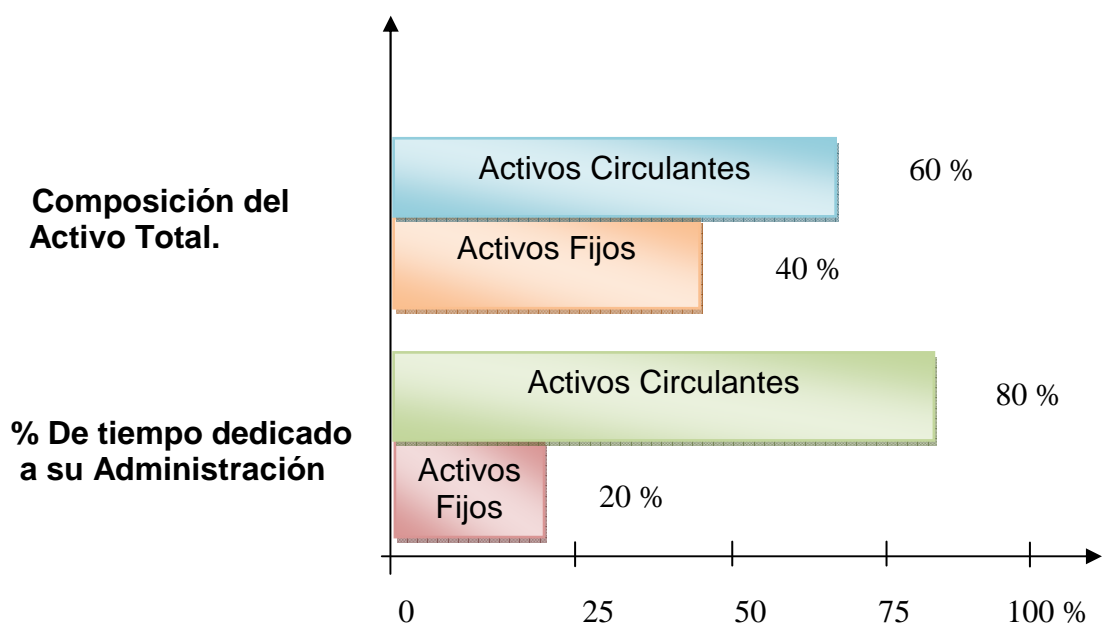 Composición del
Activo Total.
Activos Circulantes
60 %
Activos Fijos
40 %
% De tiempo dedicado
a su Administración
Activos Circulantes
80 %
Activos
Fijos
20 %
0 25 50 75 100 %